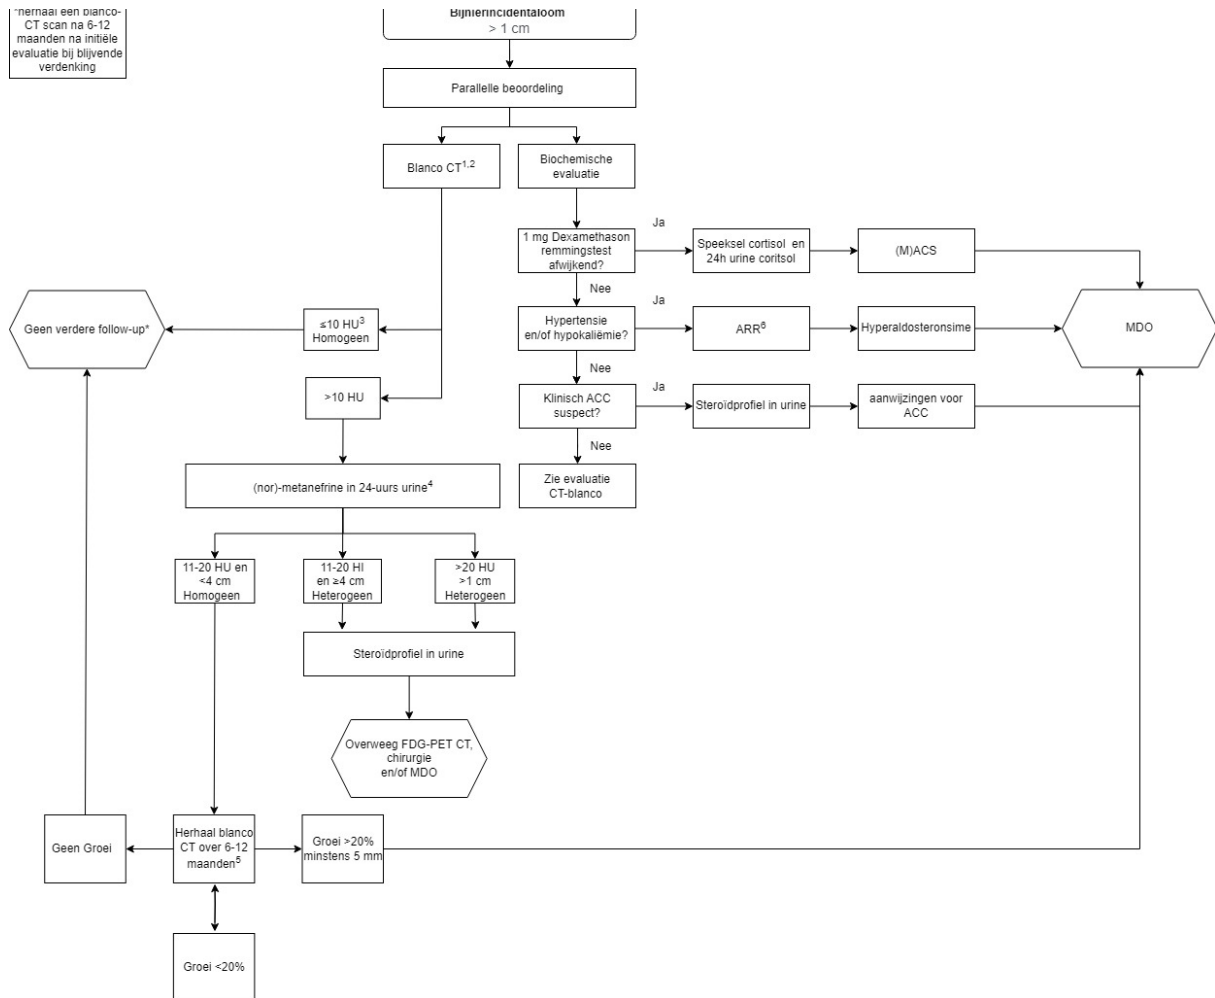 *herhaal een blanco-
CT scan na 6-12
maanden na initiële
evaluatie bij blijvende
verdenking
Bijnierincidentaloom
> 1 cm
Parallelle beoordeling
Blanco CT1,2
Biochemische
evaluatie
Ja
1 mg Dexamethason
remmingstest
afwijkend?
Speeksel cortisol en
24h urine coritsol
(M)ACS
Nee
Ja
Geen verdere follow-up*
≤10 HU3
Homogeen
Hypertensie
en/of hypokaliëmie?
ARR6
Hyperaldosteronsime
MDO
Nee
Ja
>10 HU
Klinisch ACC
suspect?
Steroïdprofiel in urine
aanwijzingen voor
ACC
Nee
(nor)-metanefrine in 24-uurs urine4
Zie evaluatie
CT-blanco
11-20 HU en
<4 cm
Homogeen
11-20 HI
en ≥4 cm
Heterogeen
>20 HU
>1 cm
Heterogeen
Steroïdprofiel in urine
Overweeg FDG-PET CT,
chirurgie
en/of MDO
Geen Groei
Herhaal blanco
CT over 6-12
maanden5
Groei >20%
minstens 5 mm
Groei <20%